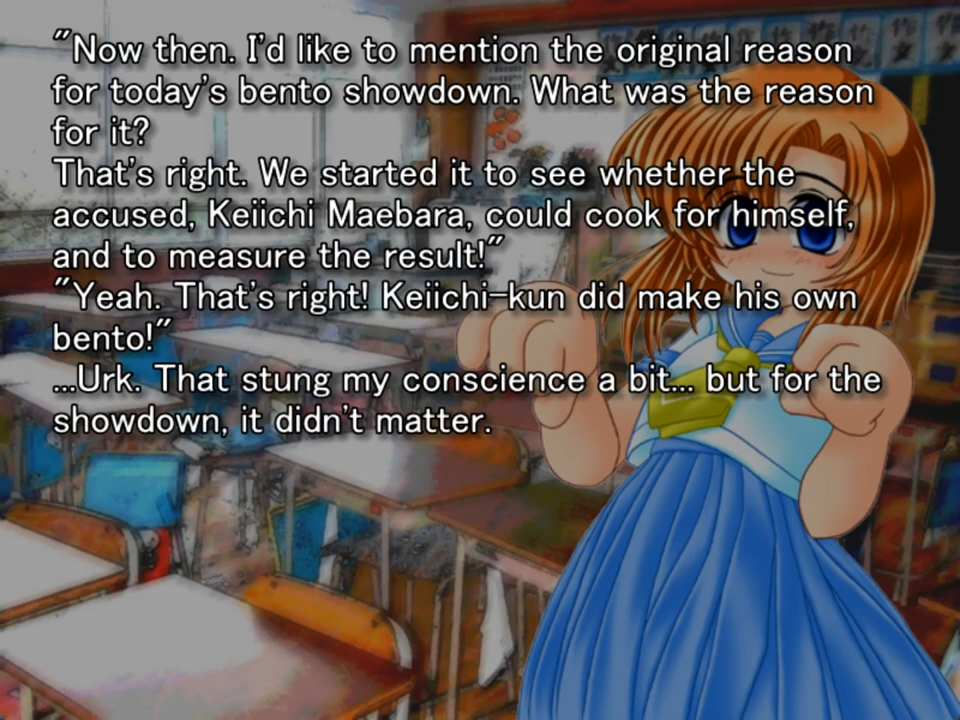 "Now then. I'd like to mention the original reason
for today's bento showdown. What was the reason
for it?
That's right. We started it to see whether the
accused, Keiichi Maebara, could cook for himself,
and to measure the result!"
"Yeah. That's right! Keiichi-kun did make his own
bento!"
...Urk. That stung my conscience a bit... but for the
showdown, it didn't matter.